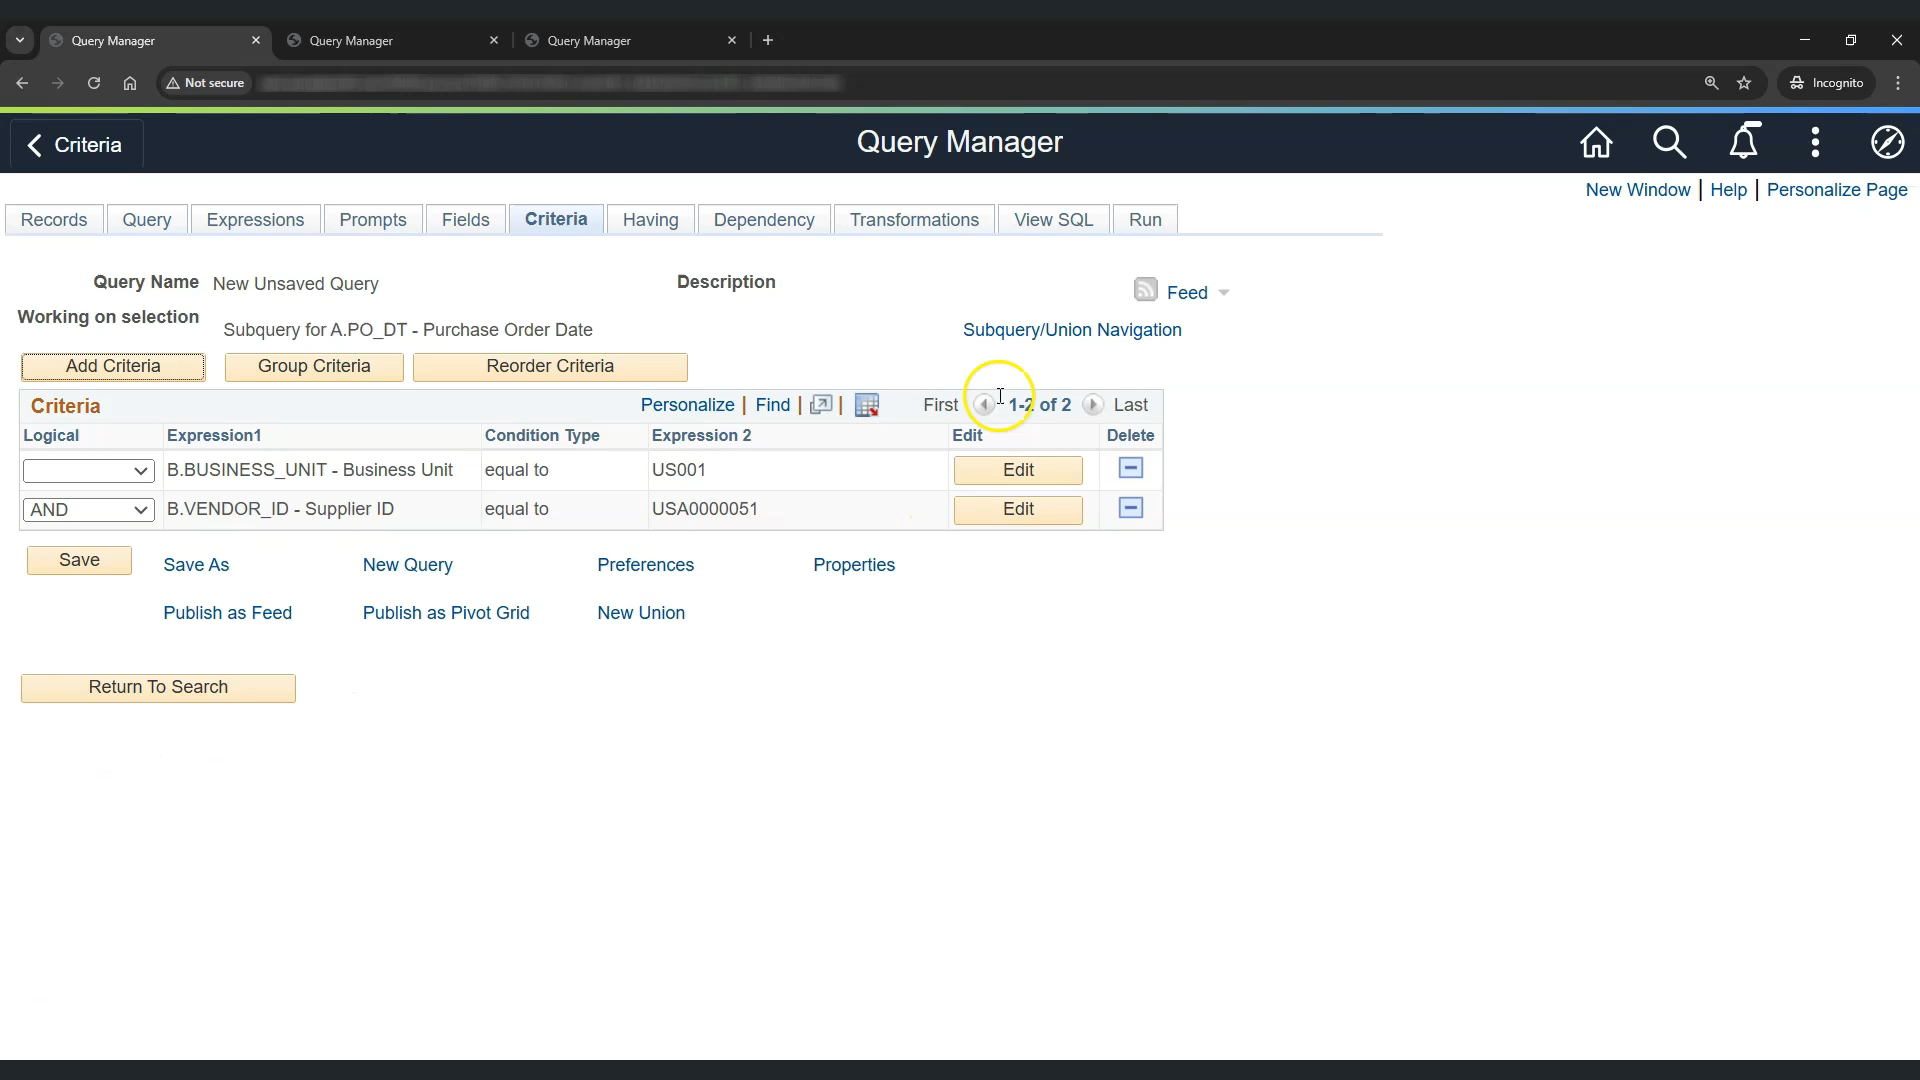 Query Manager
Query Manager
Query Manager
Not secure
Incognito
Criteria
Query Manager
New Window | Help | Personalize Page
Records
Query
Expressions
Prompts
Fields
Criteria
Having
Dependency
Transformations
View SQL
Run
Query Name New Unsaved Query
Description
Feed
Working on selection
Subquery for A.PO_DT - Purchase Order Date
Subquery/Union Navigation
Add Criteria
Group Criteria
Reorder Criteria
Criteria
Personalize | Find |
First 1-2 of 2 Last
Logical Expression1 Condition Type Expression 2 Edit Delete
B.BUSINESS_UNIT - Business Unit equal to US001 Edit
AND B.VENDOR_ID - Supplier ID equal to USA0000051 Edit
Save
Save As
New Query
Preferences
Properties
Publish as Feed
Publish as Pivot Grid
New Union
Return To Search